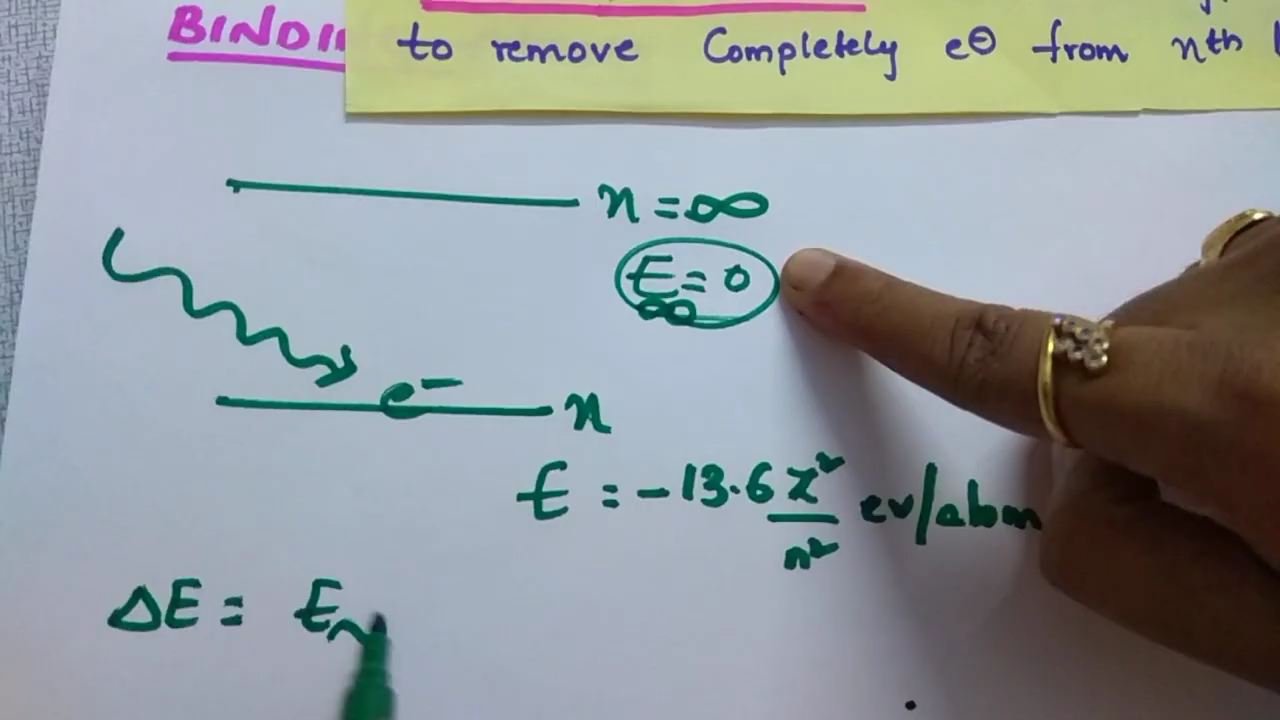 BINDI
to remove Completely e⊖ from nth
n = ∞
E∞ = 0
e⁻
n
E = -13.6 Z²/n² ev/atom
ΔE = E